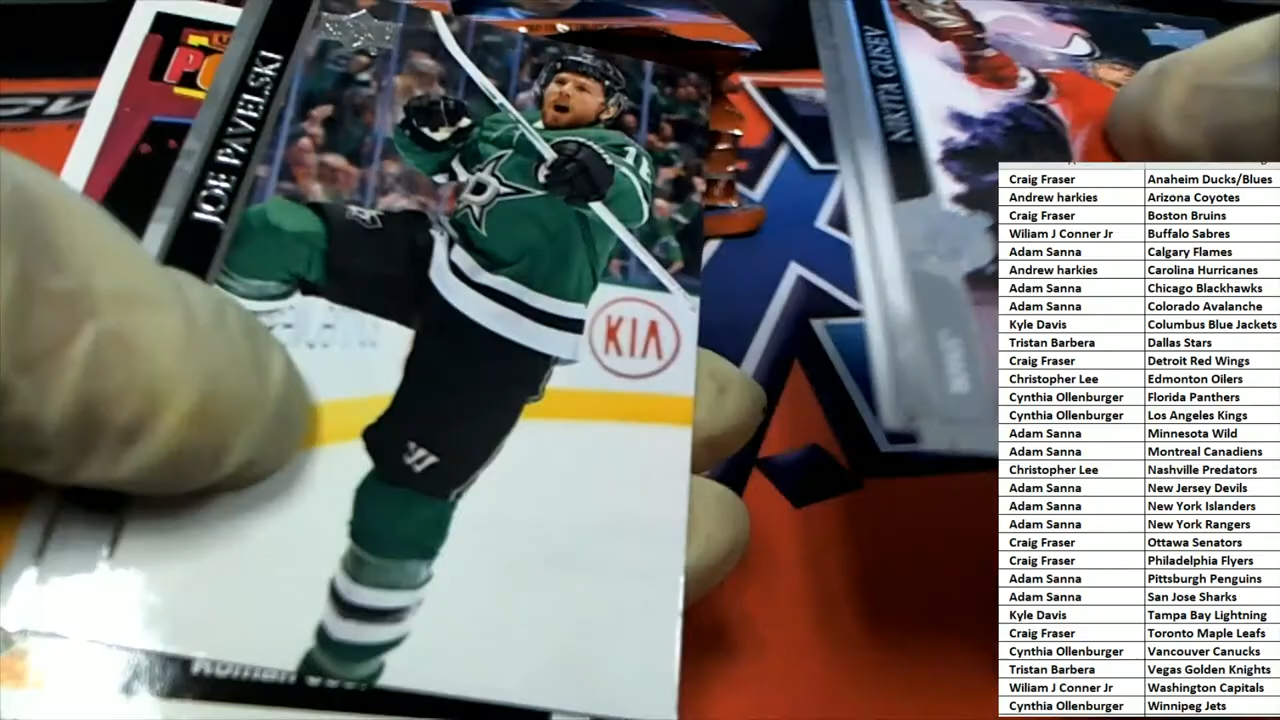 JOE PAVELSKI
NIKITA GUSEV
KIA
Craig Fraser Anaheim Ducks/Blues
Andrew harkies Arizona Coyotes
Craig Fraser Boston Bruins
Wiliam J Conner Jr Buffalo Sabres
Adam Sanna Calgary Flames
Andrew harkies Carolina Hurricanes
Adam Sanna Chicago Blackhawks
Adam Sanna Colorado Avalanche
Kyle Davis Columbus Blue Jackets
Tristan Barbera Dallas Stars
Craig Fraser Detroit Red Wings
Christopher Lee Edmonton Oilers
Cynthia Ollenburger Florida Panthers
Cynthia Ollenburger Los Angeles Kings
Adam Sanna Minnesota Wild
Adam Sanna Montreal Canadiens
Christopher Lee Nashville Predators
Adam Sanna New Jersey Devils
Adam Sanna New York Islanders
Adam Sanna New York Rangers
Craig Fraser Ottawa Senators
Craig Fraser Philadelphia Flyers
Adam Sanna Pittsburgh Penguins
Adam Sanna San Jose Sharks
Kyle Davis Tampa Bay Lightning
Craig Fraser Toronto Maple Leafs
Cynthia Ollenburger Vancouver Canucks
Tristan Barbera Vegas Golden Knights
Wiliam J Conner Jr Washington Capitals
Cynthia Ollenburger Winnipeg Jets